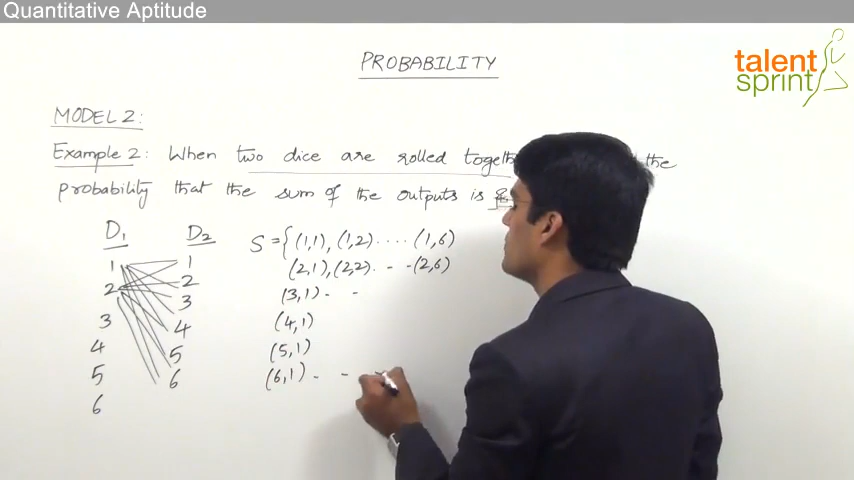 Quantitative Aptitude
talent
sprint
PROBABILITY
MODEL 2:
Example 2: When two dice are rolled the
probability that the sum of the outputs is
D1 D2 S = { (1,1), (1,2) .... (1,6)
1 1 (2,1), (2,2) . - - (2,6)
2 2 (3,1) - -
3 3 (4,1)
4 4 (5,1)
5 5 (6,1) - -
6 6